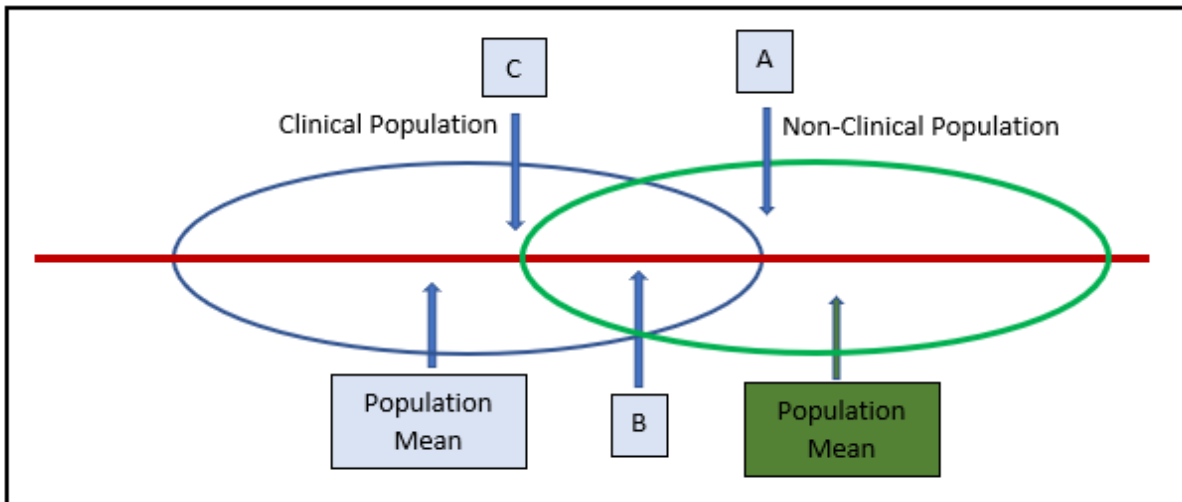 C
A
Clinical Population
Non-Clinical Population
Population
Mean
B
Population
Mean